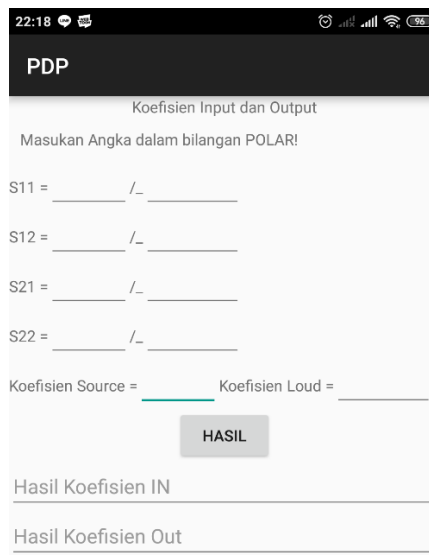 22:18 96
PDP
Koefisien Input dan Output
Masukan Angka dalam bilangan POLAR!
S11 = /_
S12 = /_
S21 = /_
S22 = /_
Koefisien Source = Koefisien Loud =
HASIL
Hasil Koefisien IN
Hasil Koefisien Out